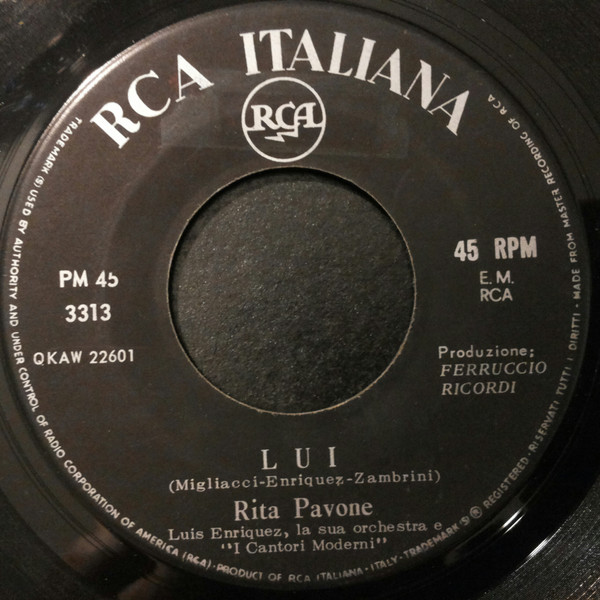 RCA ITALIANA
RCA
PM 45
3313
QKAW 22601
45 RPM
E. M.
RCA
Produzione;
FERRUCCIO
RICORDI
LUI
(Migliacci-Enriquez-Zambrini)
Rita Pavone
Luis Enriquez, la sua orchestra e
"I Cantori Moderni"
TRADEMARK (S) USED BY AUTHORITY AND UNDER CONTROL OF RADIO CORPORATION OF AMERICA (RCA)-PRODUCT OF RCA ITALIANA-ITALY-TRADEMARK(S) ® REGISTERED-RISERVATI TUTTI I DIRITTI - MADE FROM MASTER RECORDING OF RCA